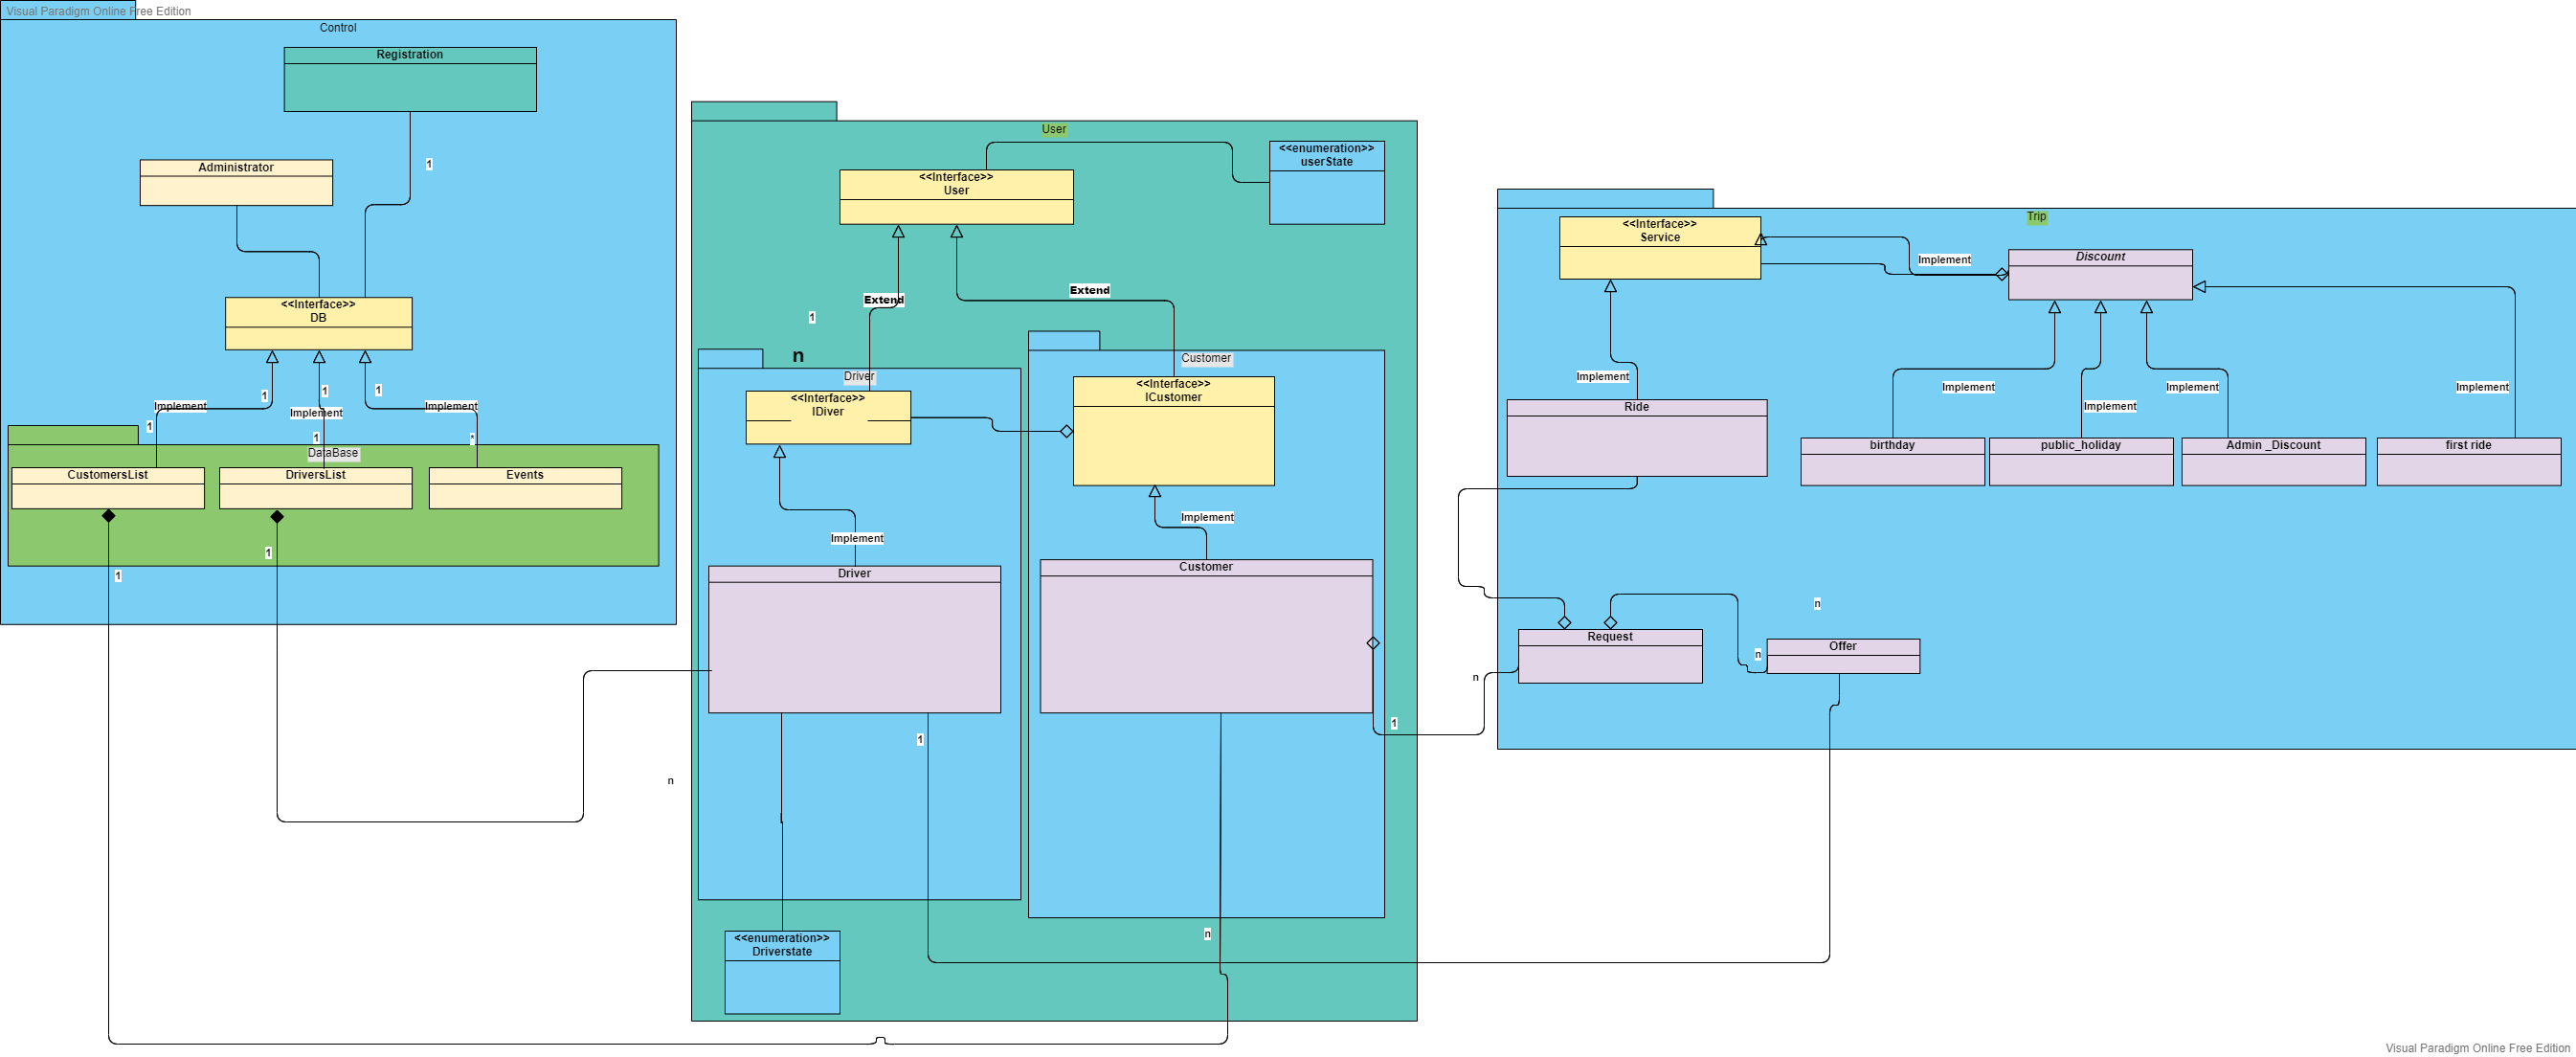 Visual Paradigm Online Free Edition
Control
Registration
1
Administrator
<<Interface>>
DB
1
1
1
Implement
Implement
Implement
1
1
*
DataBase
CustomersList
DriversList
Events
1
1
n
User
<<enumeration>>
userState
<<Interface>>
User
Extend
Extend
1
n
Driver
<<Interface>>
IDiver
Implement
Driver
1
<<enumeration>>
Driverstate
Customer
<<Interface>>
ICustomer
Implement
Customer
1
n
n
Trip
<<Interface>>
Service
Implement
Discount
Implement
Ride
Implement
Implement
Implement
Implement
birthday
public_holiday
Admin _Discount
first ride
n
Request
n
Offer
Visual Paradigm Online Free Edition